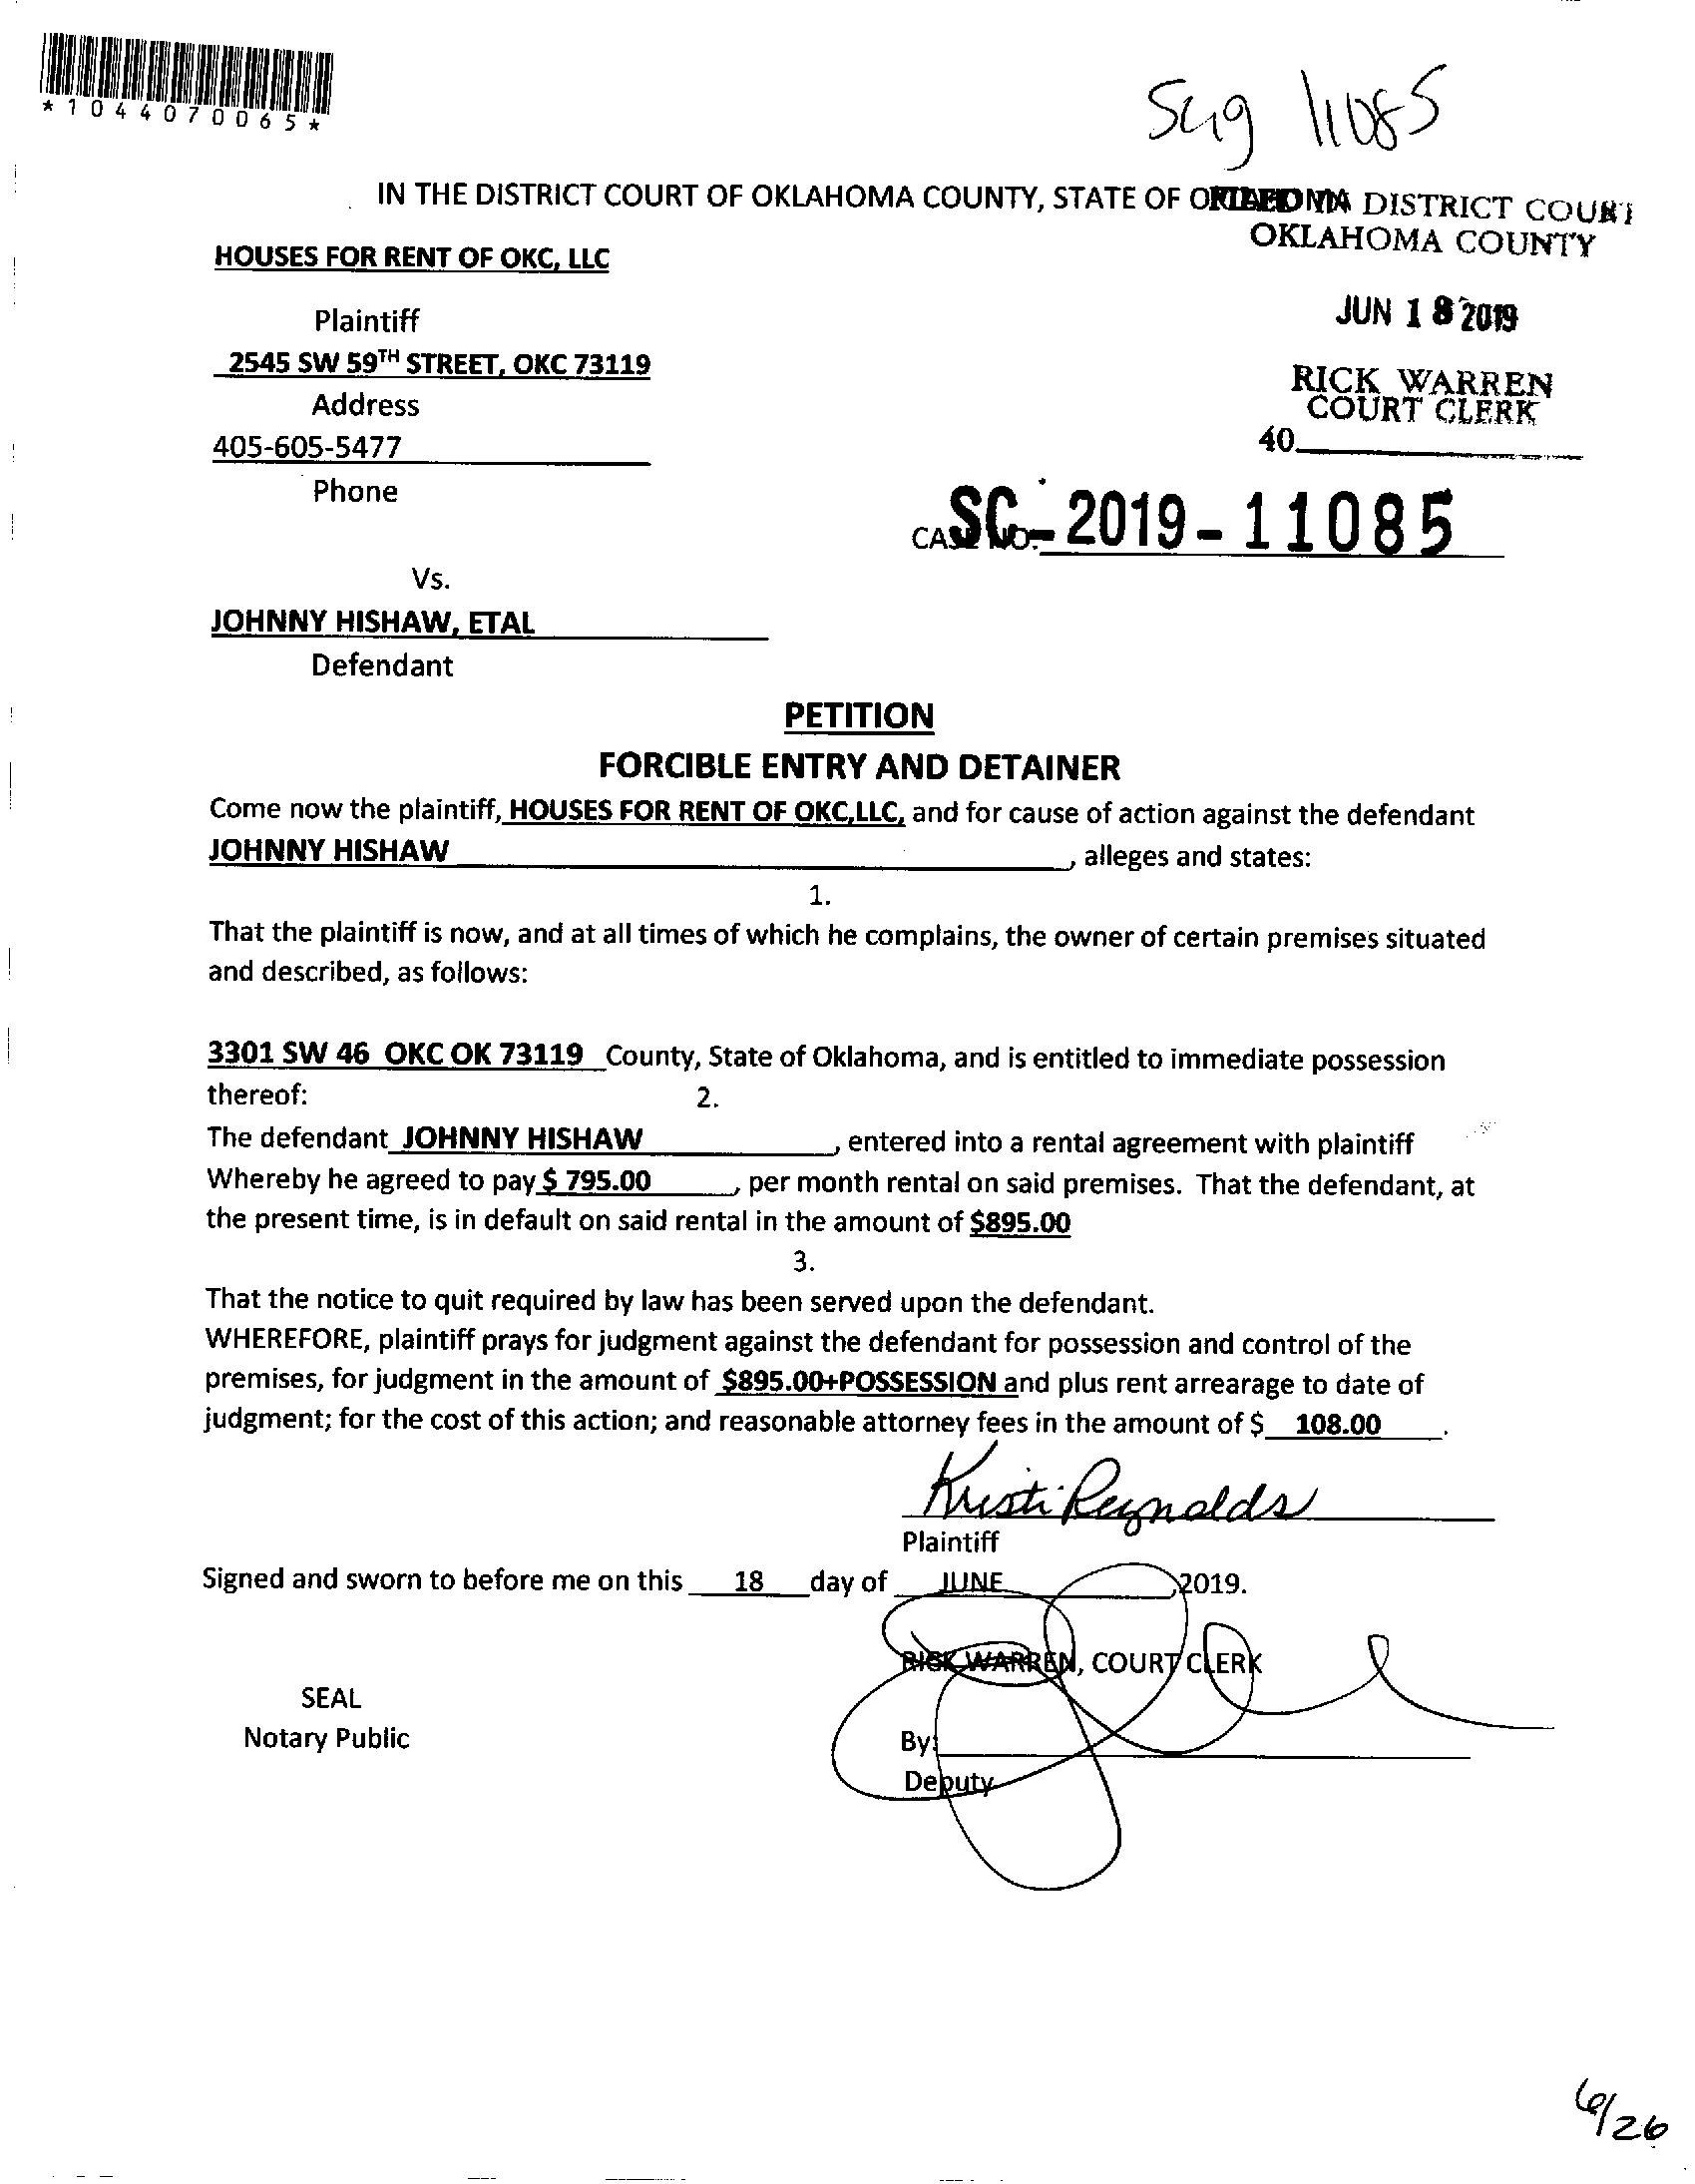 *1044070065*
SC19 11085
IN THE DISTRICT COURT OF OKLAHOMA COUNTY, STATE OF
DISTRICT COURT
OKLAHOMA COUNTY
HOUSES FOR RENT OF OKC, LLC
JUN 18 2019
Plaintiff
2545 SW 59TH STREET, OKC 73119
RICK WARREN
Address
COURT CLERK
405-605-5477
40
Phone
CASE NO. SC-2019-11085
Vs.
JOHNNY HISHAW, ETAL
Defendant
PETITION
FORCIBLE ENTRY AND DETAINER
Come now the plaintiff, HOUSES FOR RENT OF OKC,LLC, and for cause of action against the defendant
JOHNNY HISHAW, alleges and states:
1.
That the plaintiff is now, and at all times of which he complains, the owner of certain premises situated
and described, as follows:
3301 SW 46 OKC OK 73119 County, State of Oklahoma, and is entitled to immediate possession
thereof:
2.
The defendant JOHNNY HISHAW, entered into a rental agreement with plaintiff
Whereby he agreed to pay $ 795.00, per month rental on said premises. That the defendant, at
the present time, is in default on said rental in the amount of $895.00
3.
That the notice to quit required by law has been served upon the defendant.
WHEREFORE, plaintiff prays for judgment against the defendant for possession and control of the
premises, for judgment in the amount of $895.00+POSSESSION and plus rent arrearage to date of
judgment; for the cost of this action; and reasonable attorney fees in the amount of $ 108.00.
Kristi Reynolds
Plaintiff
Signed and sworn to before me on this 18 day of JUNE, 2019.
RICK WARREN, COURT CLERK
SEAL
Notary Public
By:
Deputy
6/26